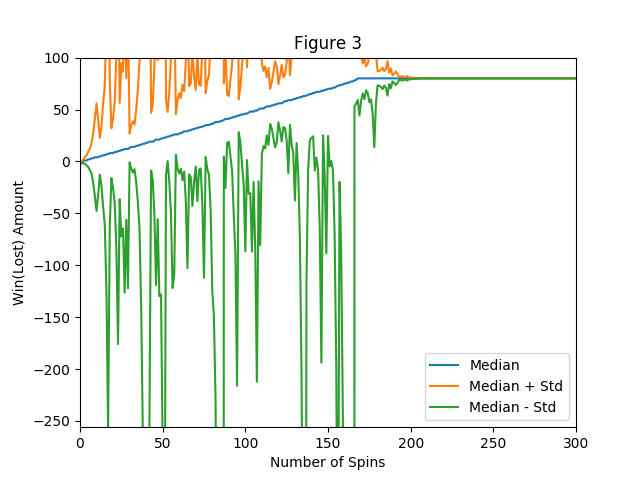 Figure 3
Win(Lost) Amount
100
50
0
−50
−100
−150
−200
−250
0 50 100 150 200 250 300
Number of Spins
Median
Median + Std
Median - Std